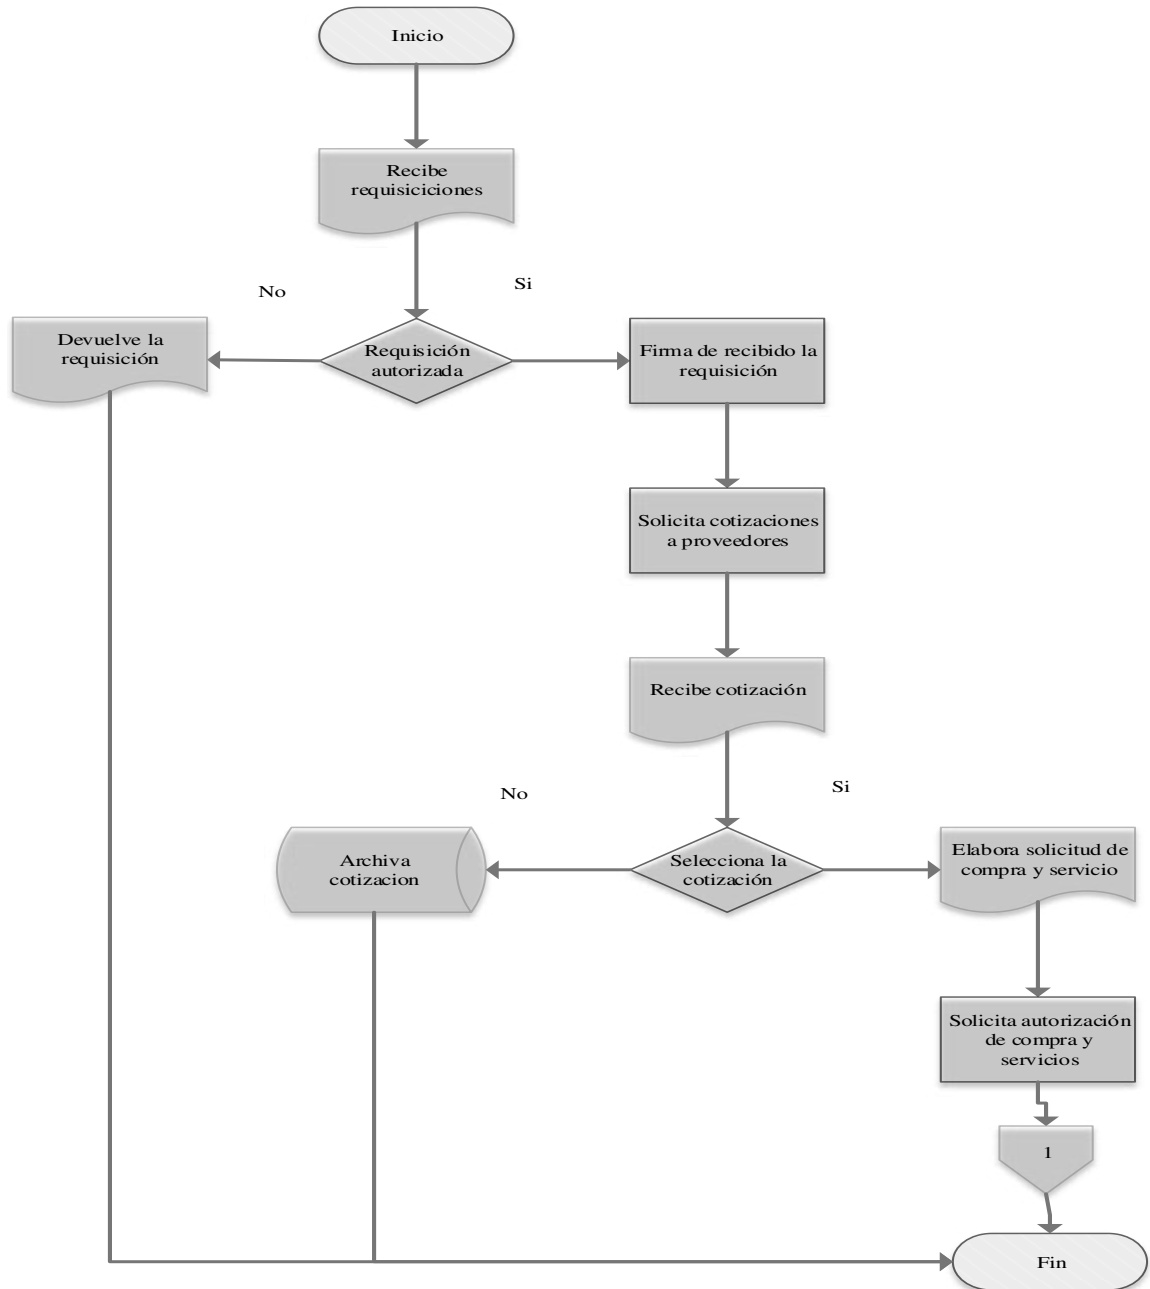 Inicio
Recibe
requisiciciones
No
Si
Devuelve la
requisición
Requisición
autorizada
Firma de recibido la
requisición
Solicita cotizaciones
a proveedores
Recibe cotización
No
Si
Archiva
cotizacion
Selecciona la
cotización
Elabora solicitud de
compra y servicio
Solicita autorización
de compra y
servicios
1
Fin